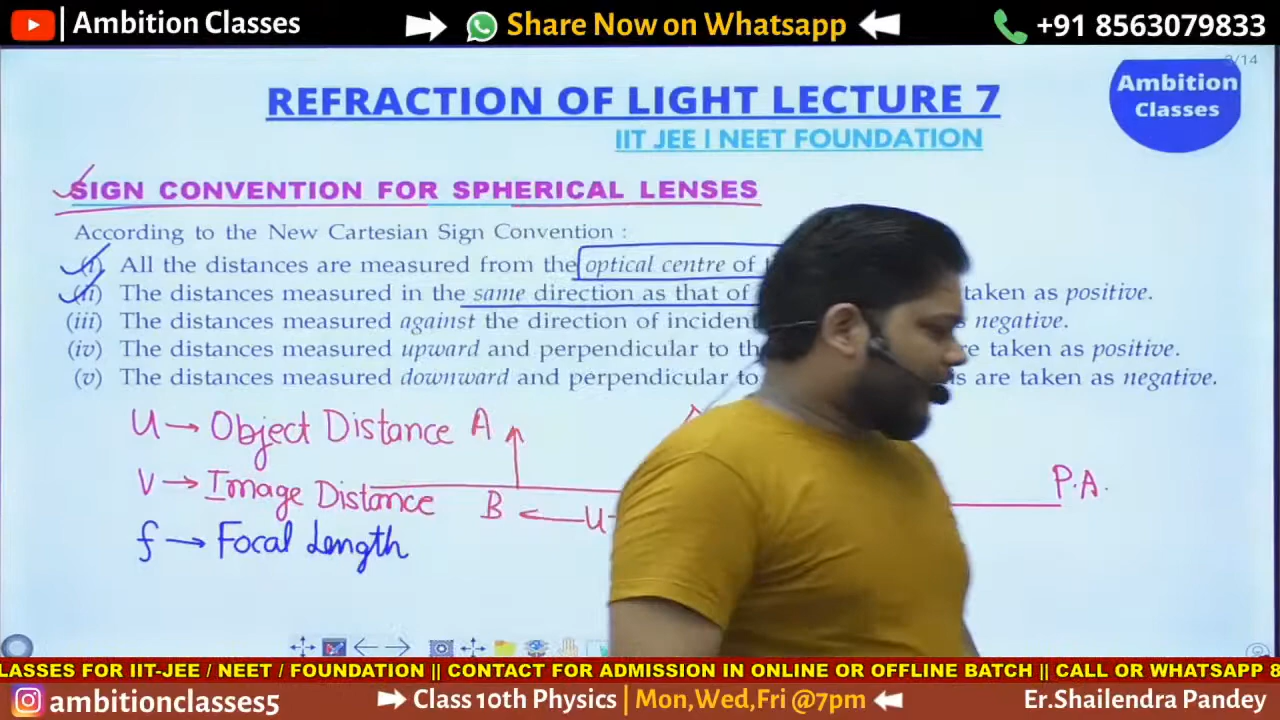 Ambition Classes
Share Now on Whatsapp
+91 8563079833
3/14
REFRACTION OF LIGHT LECTURE 7
Ambition
Classes
IIT JEE | NEET FOUNDATION
SIGN CONVENTION FOR SPHERICAL LENSES
According to the New Cartesian Sign Convention :
(i) All the distances are measured from the optical centre of
(ii) The distances measured in the same direction as that of taken as positive.
(iii) The distances measured against the direction of incident negative.
(iv) The distances measured upward and perpendicular to are taken as positive.
(v) The distances measured downward and perpendicular to are taken as negative.
U → Object Distance A
V → Image Distance
P.A.
B ← U
f → Focal Length
CLASSES FOR IIT-JEE / NEET / FOUNDATION || CONTACT FOR ADMISSION IN ONLINE OR OFFLINE BATCH || CALL OR WHATSAPP 8
ambitionclasses5
Class 10th Physics | Mon,Wed,Fri @7pm
Er.Shailendra Pandey